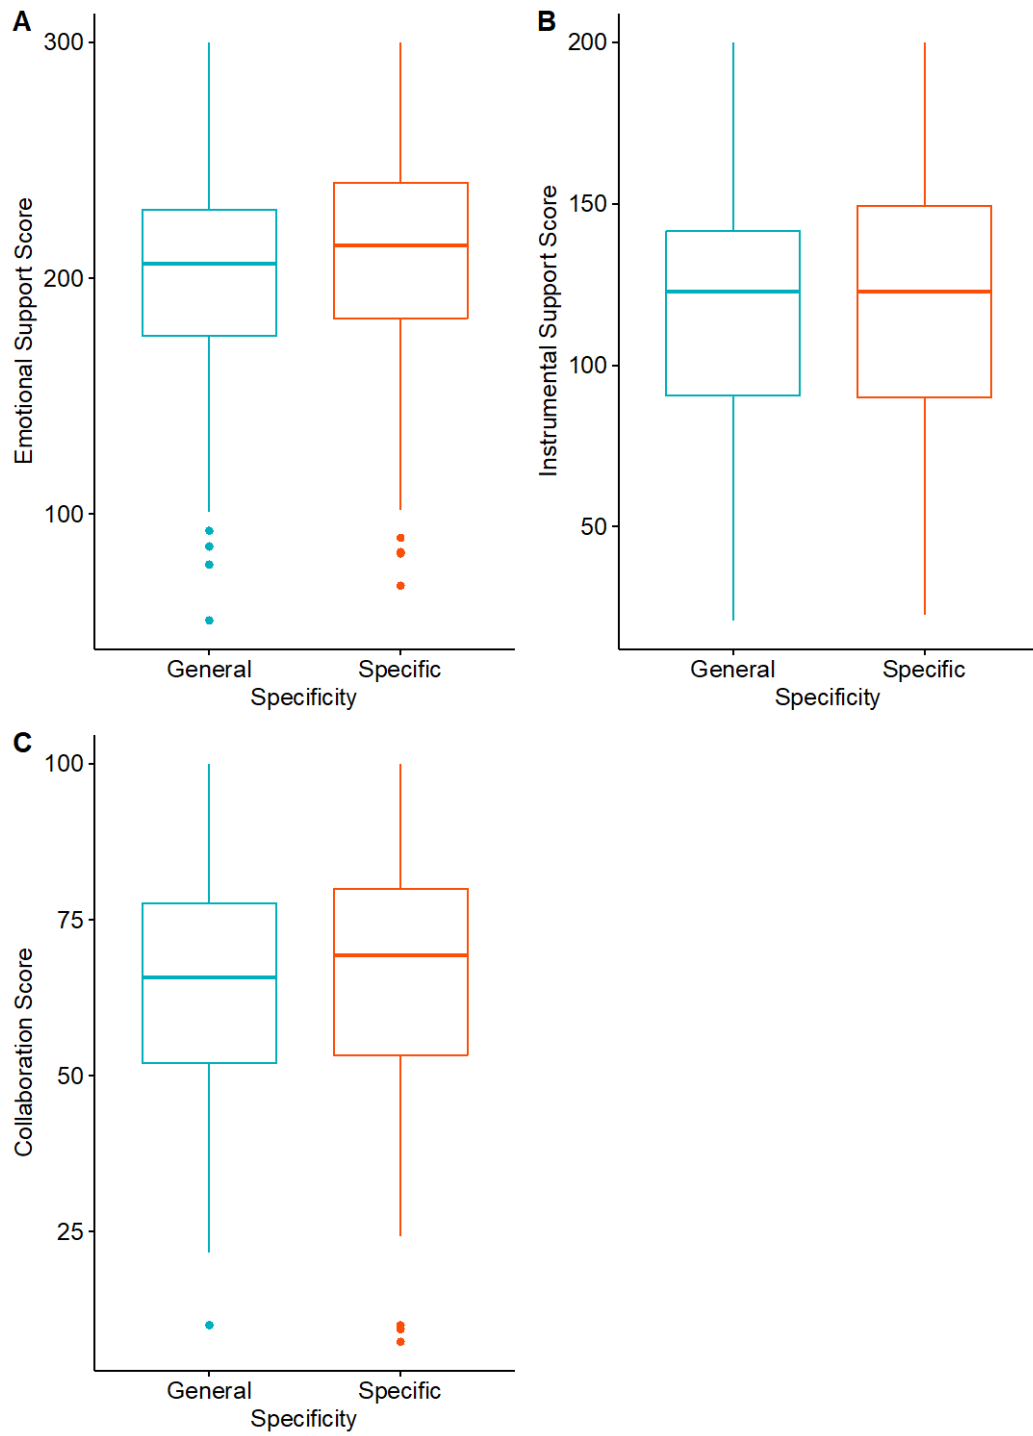 A
300
200
100
Emotional Support Score
General
Specific
Specificity
B
200
150
100
50
Instrumental Support Score
General
Specific
Specificity
C
100
75
50
25
Collaboration Score
General
Specific
Specificity